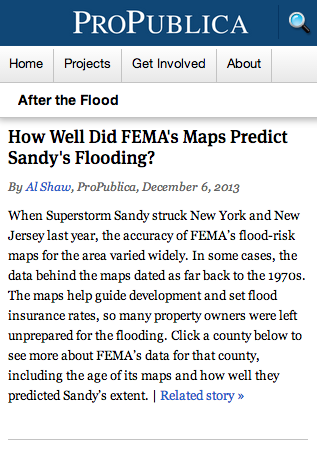 PROPUBLICA
Home Projects Get Involved About
After the Flood
How Well Did FEMA's Maps Predict
Sandy's Flooding?
By Al Shaw, ProPublica, December 6, 2013
When Superstorm Sandy struck New York and New
Jersey last year, the accuracy of FEMA's flood-risk
maps for the area varied widely. In some cases, the
data behind the maps dated as far back to the 1970s.
The maps help guide development and set flood
insurance rates, so many property owners were left
unprepared for the flooding. Click a county below to
see more about FEMA's data for that county,
including the age of its maps and how well they
predicted Sandy's extent. | Related story »